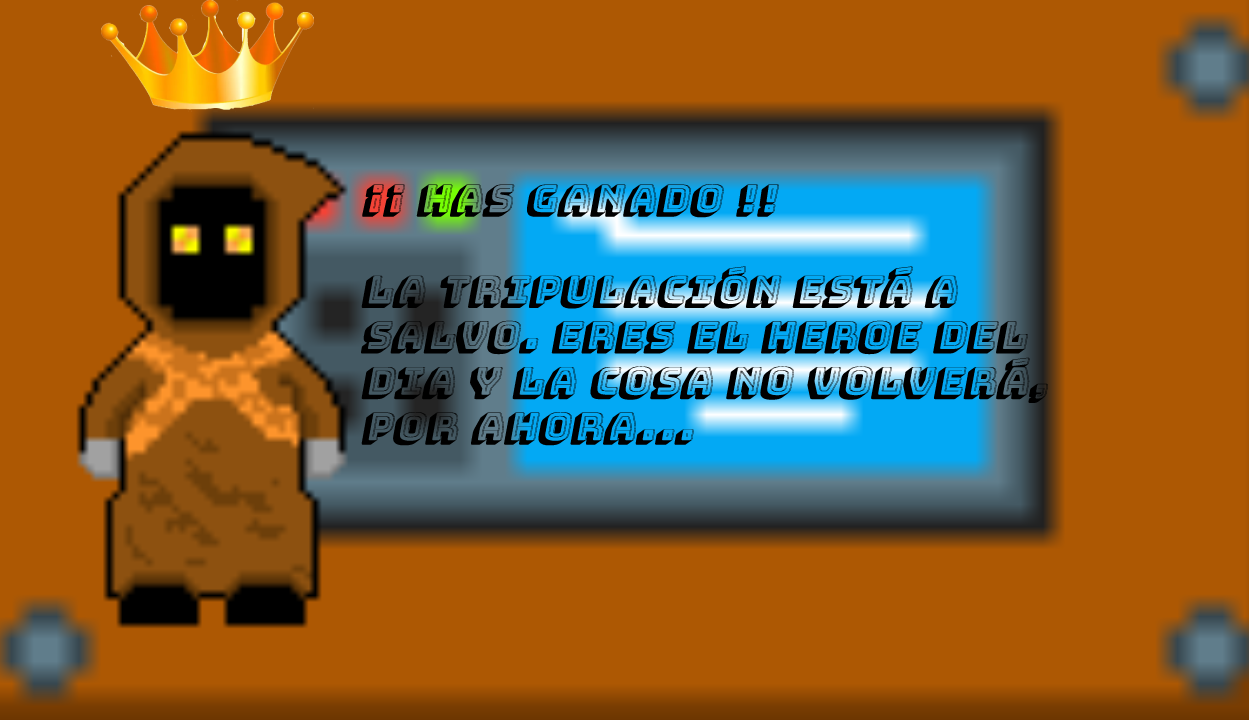 ¡¡ HAS GANADO !!
LA TRIPULACIÓN ESTÁ A
SALVO. ERES EL HEROE DEL
DIA Y LA COSA NO VOLVERÁ,
POR AHORA...